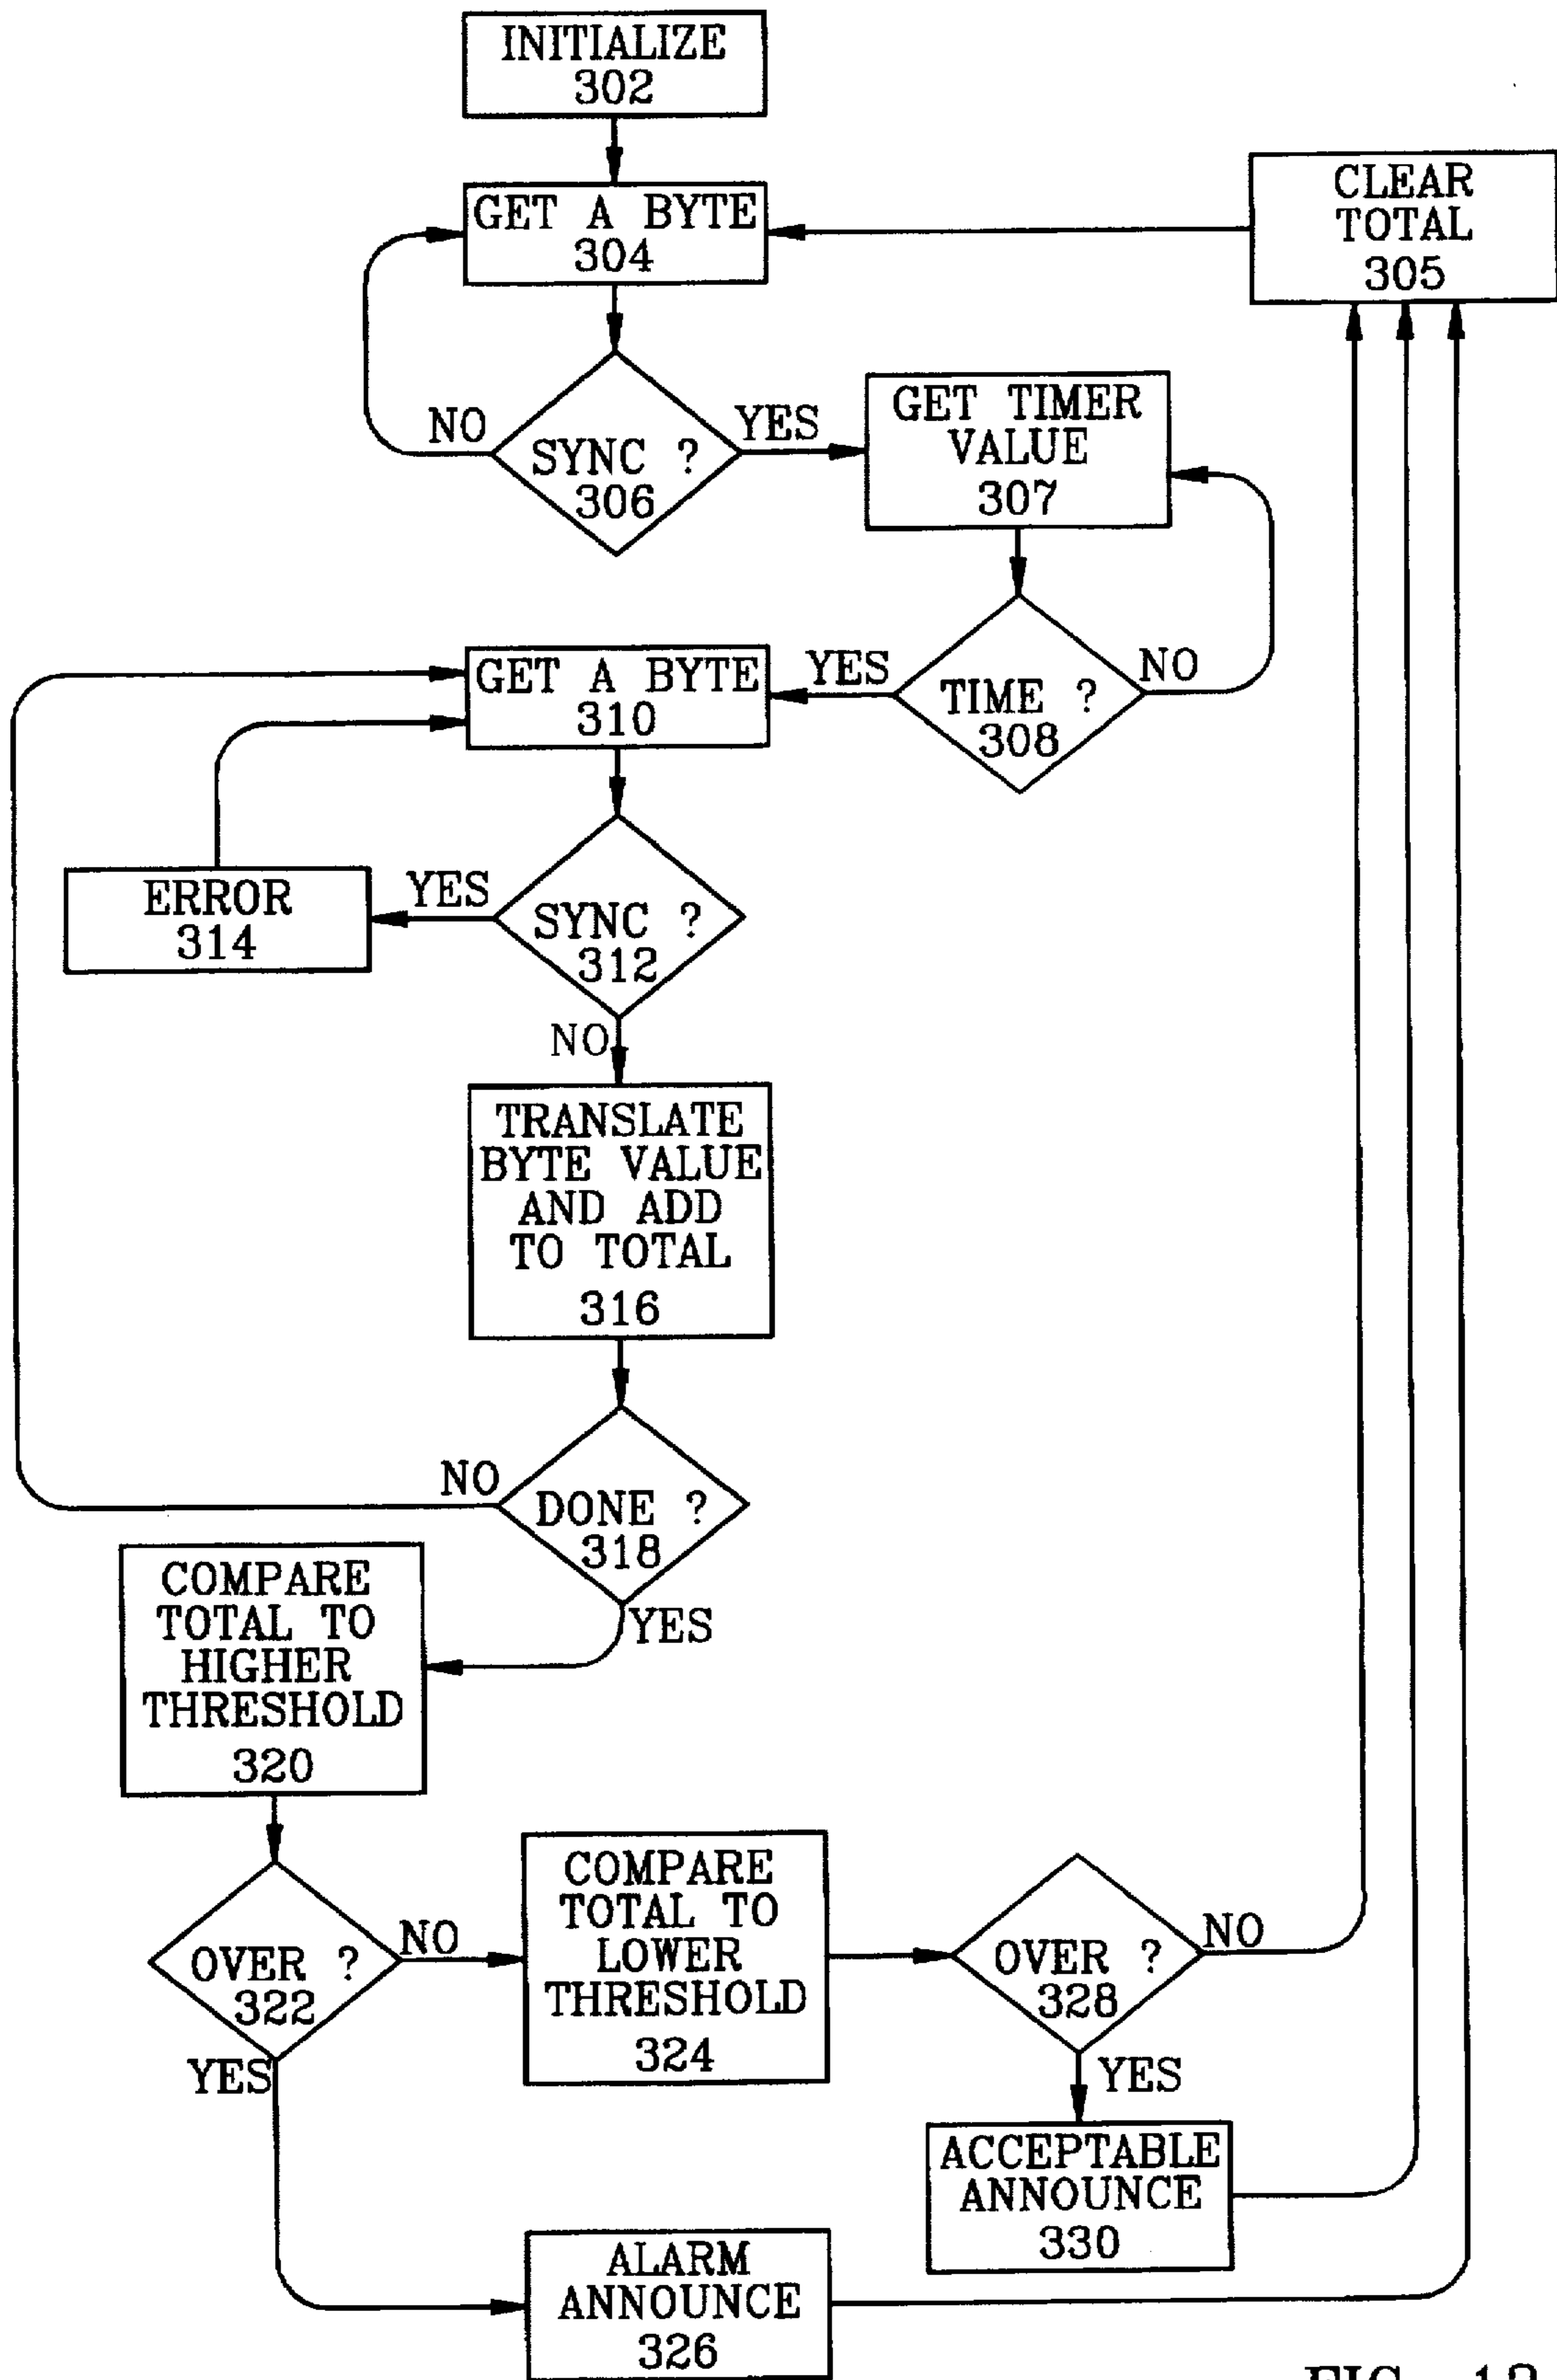 INITIALIZE
302
CLEAR
TOTAL
305
GET A BYTE
304
NO
SYNC ?
306
YES
GET TIMER
VALUE
307
GET A BYTE
310
YES
TIME ?
308
NO
ERROR
314
YES
SYNC ?
312
NO
TRANSLATE
BYTE VALUE
AND ADD
TO TOTAL
316
NO
DONE ?
318
YES
COMPARE
TOTAL TO
HIGHER
THRESHOLD
320
OVER ?
322
NO
YES
COMPARE
TOTAL TO
LOWER
THRESHOLD
324
OVER ?
328
NO
YES
ACCEPTABLE
ANNOUNCE
330
ALARM
ANNOUNCE
326